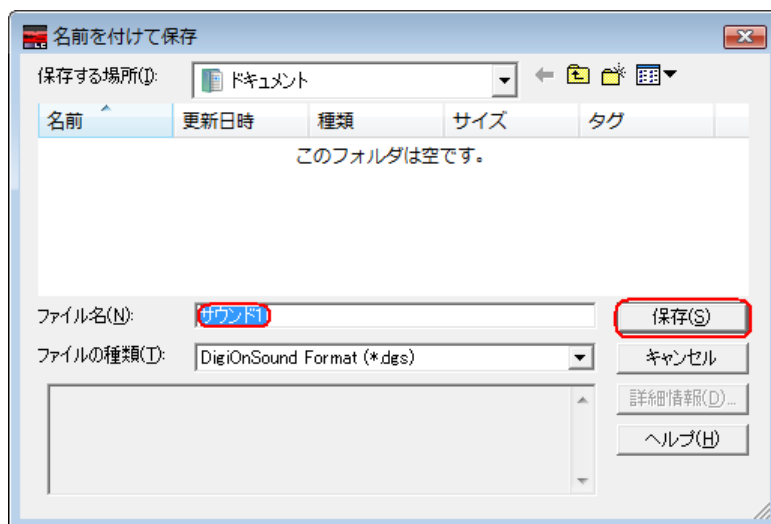 名前を付けて保存
保存する場所(I): ドキュメント
名前 更新日時 種類 サイズ タグ
このフォルダは空です。
ファイル名(N): サウンド1 保存(S)
ファイルの種類(T): DigiOnSound Format (*.dgs) キャンセル
詳細情報(D)...
ヘルプ(H)